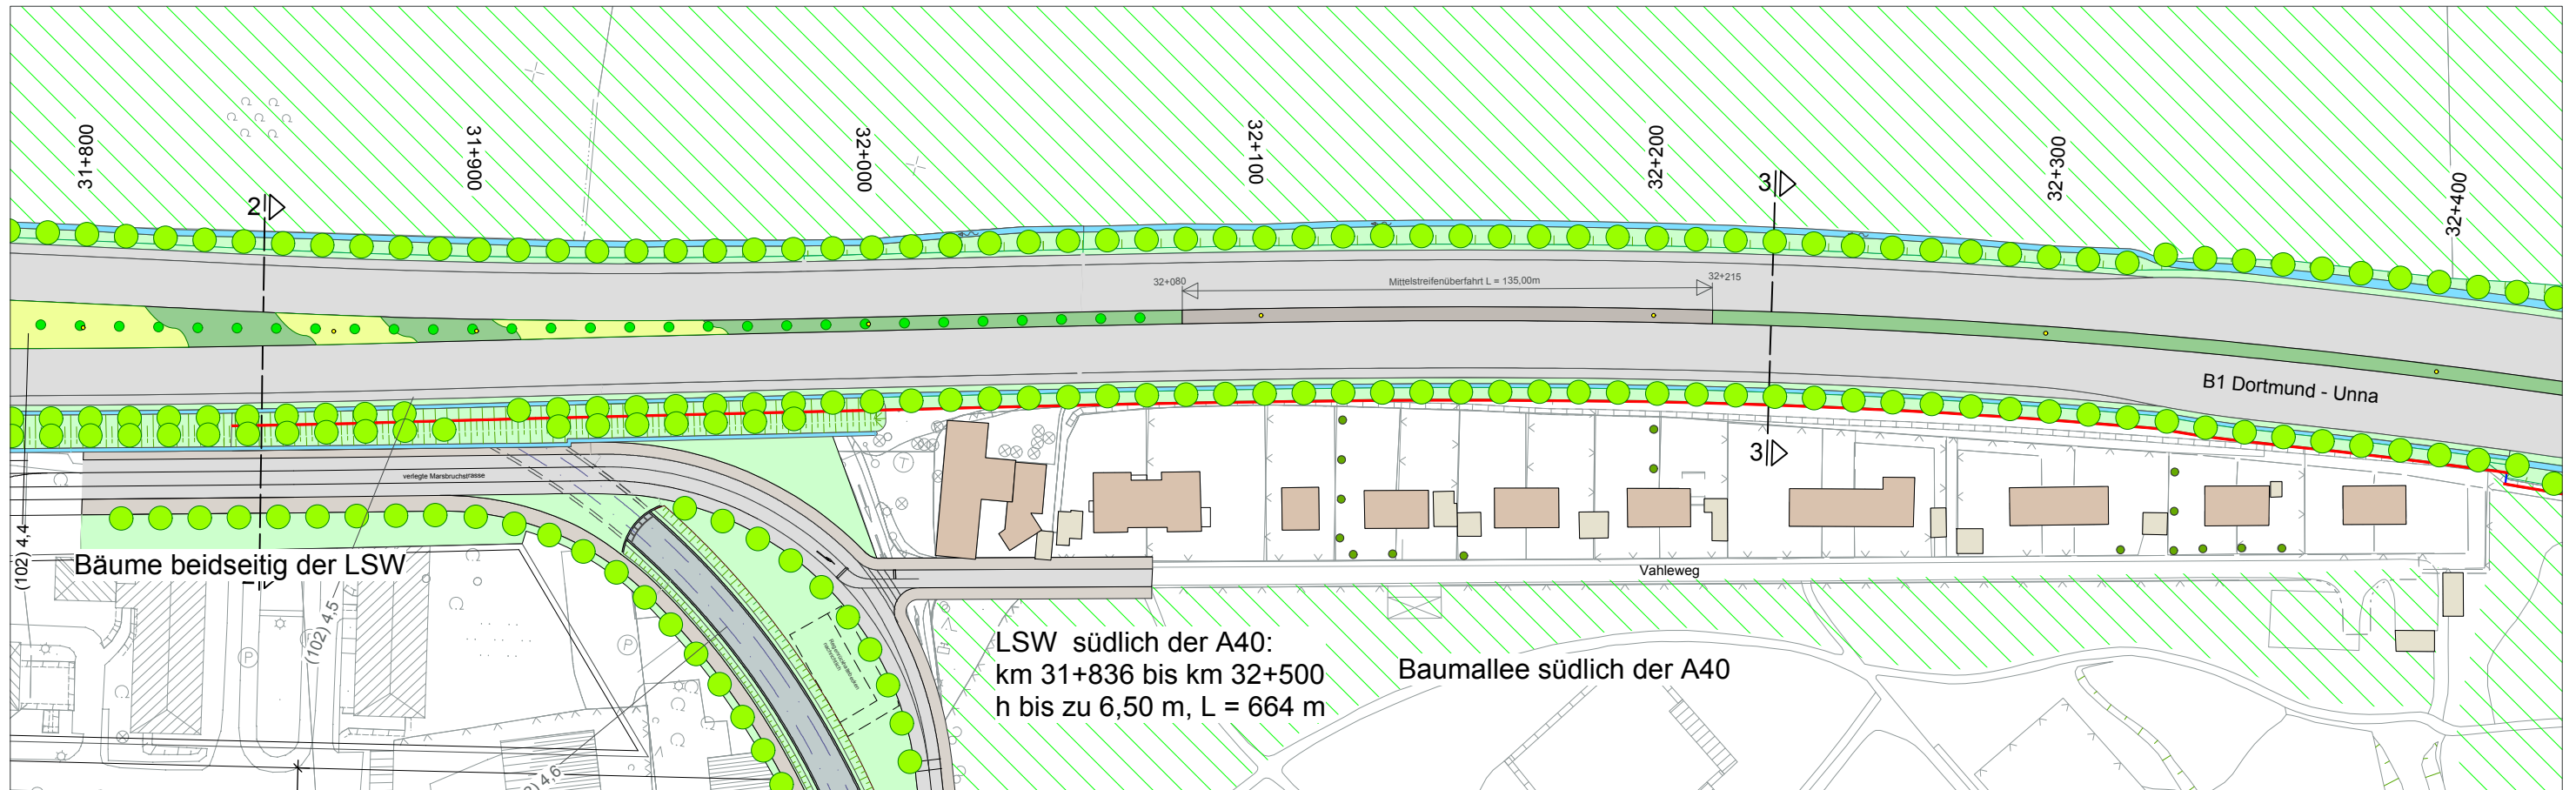 31+800
31+900
32+000
32+100
32+200
32+300
32+400
2
3
32+080
Mittelstreifenüberfahrt L = 135,00m
32+215
B1 Dortmund - Unna
verlegte Marsbruchstrasse
T
3
(102) 4,4
Bäume beidseitig der LSW
Vahleweg
(102) 4,5
P
P
LSW südlich der A40:
km 31+836 bis km 32+500
h bis zu 6,50 m, L = 664 m
Baumallee südlich der A40
4,6